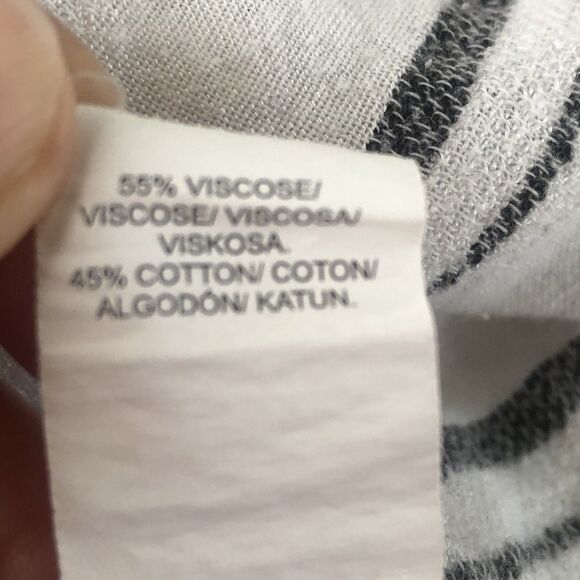 55% VISCOSE/
VISCOSE/ VISCOSA/
VISKOSA.
45% COTTON/ COTON/
ALGODÓN/ KATUN.